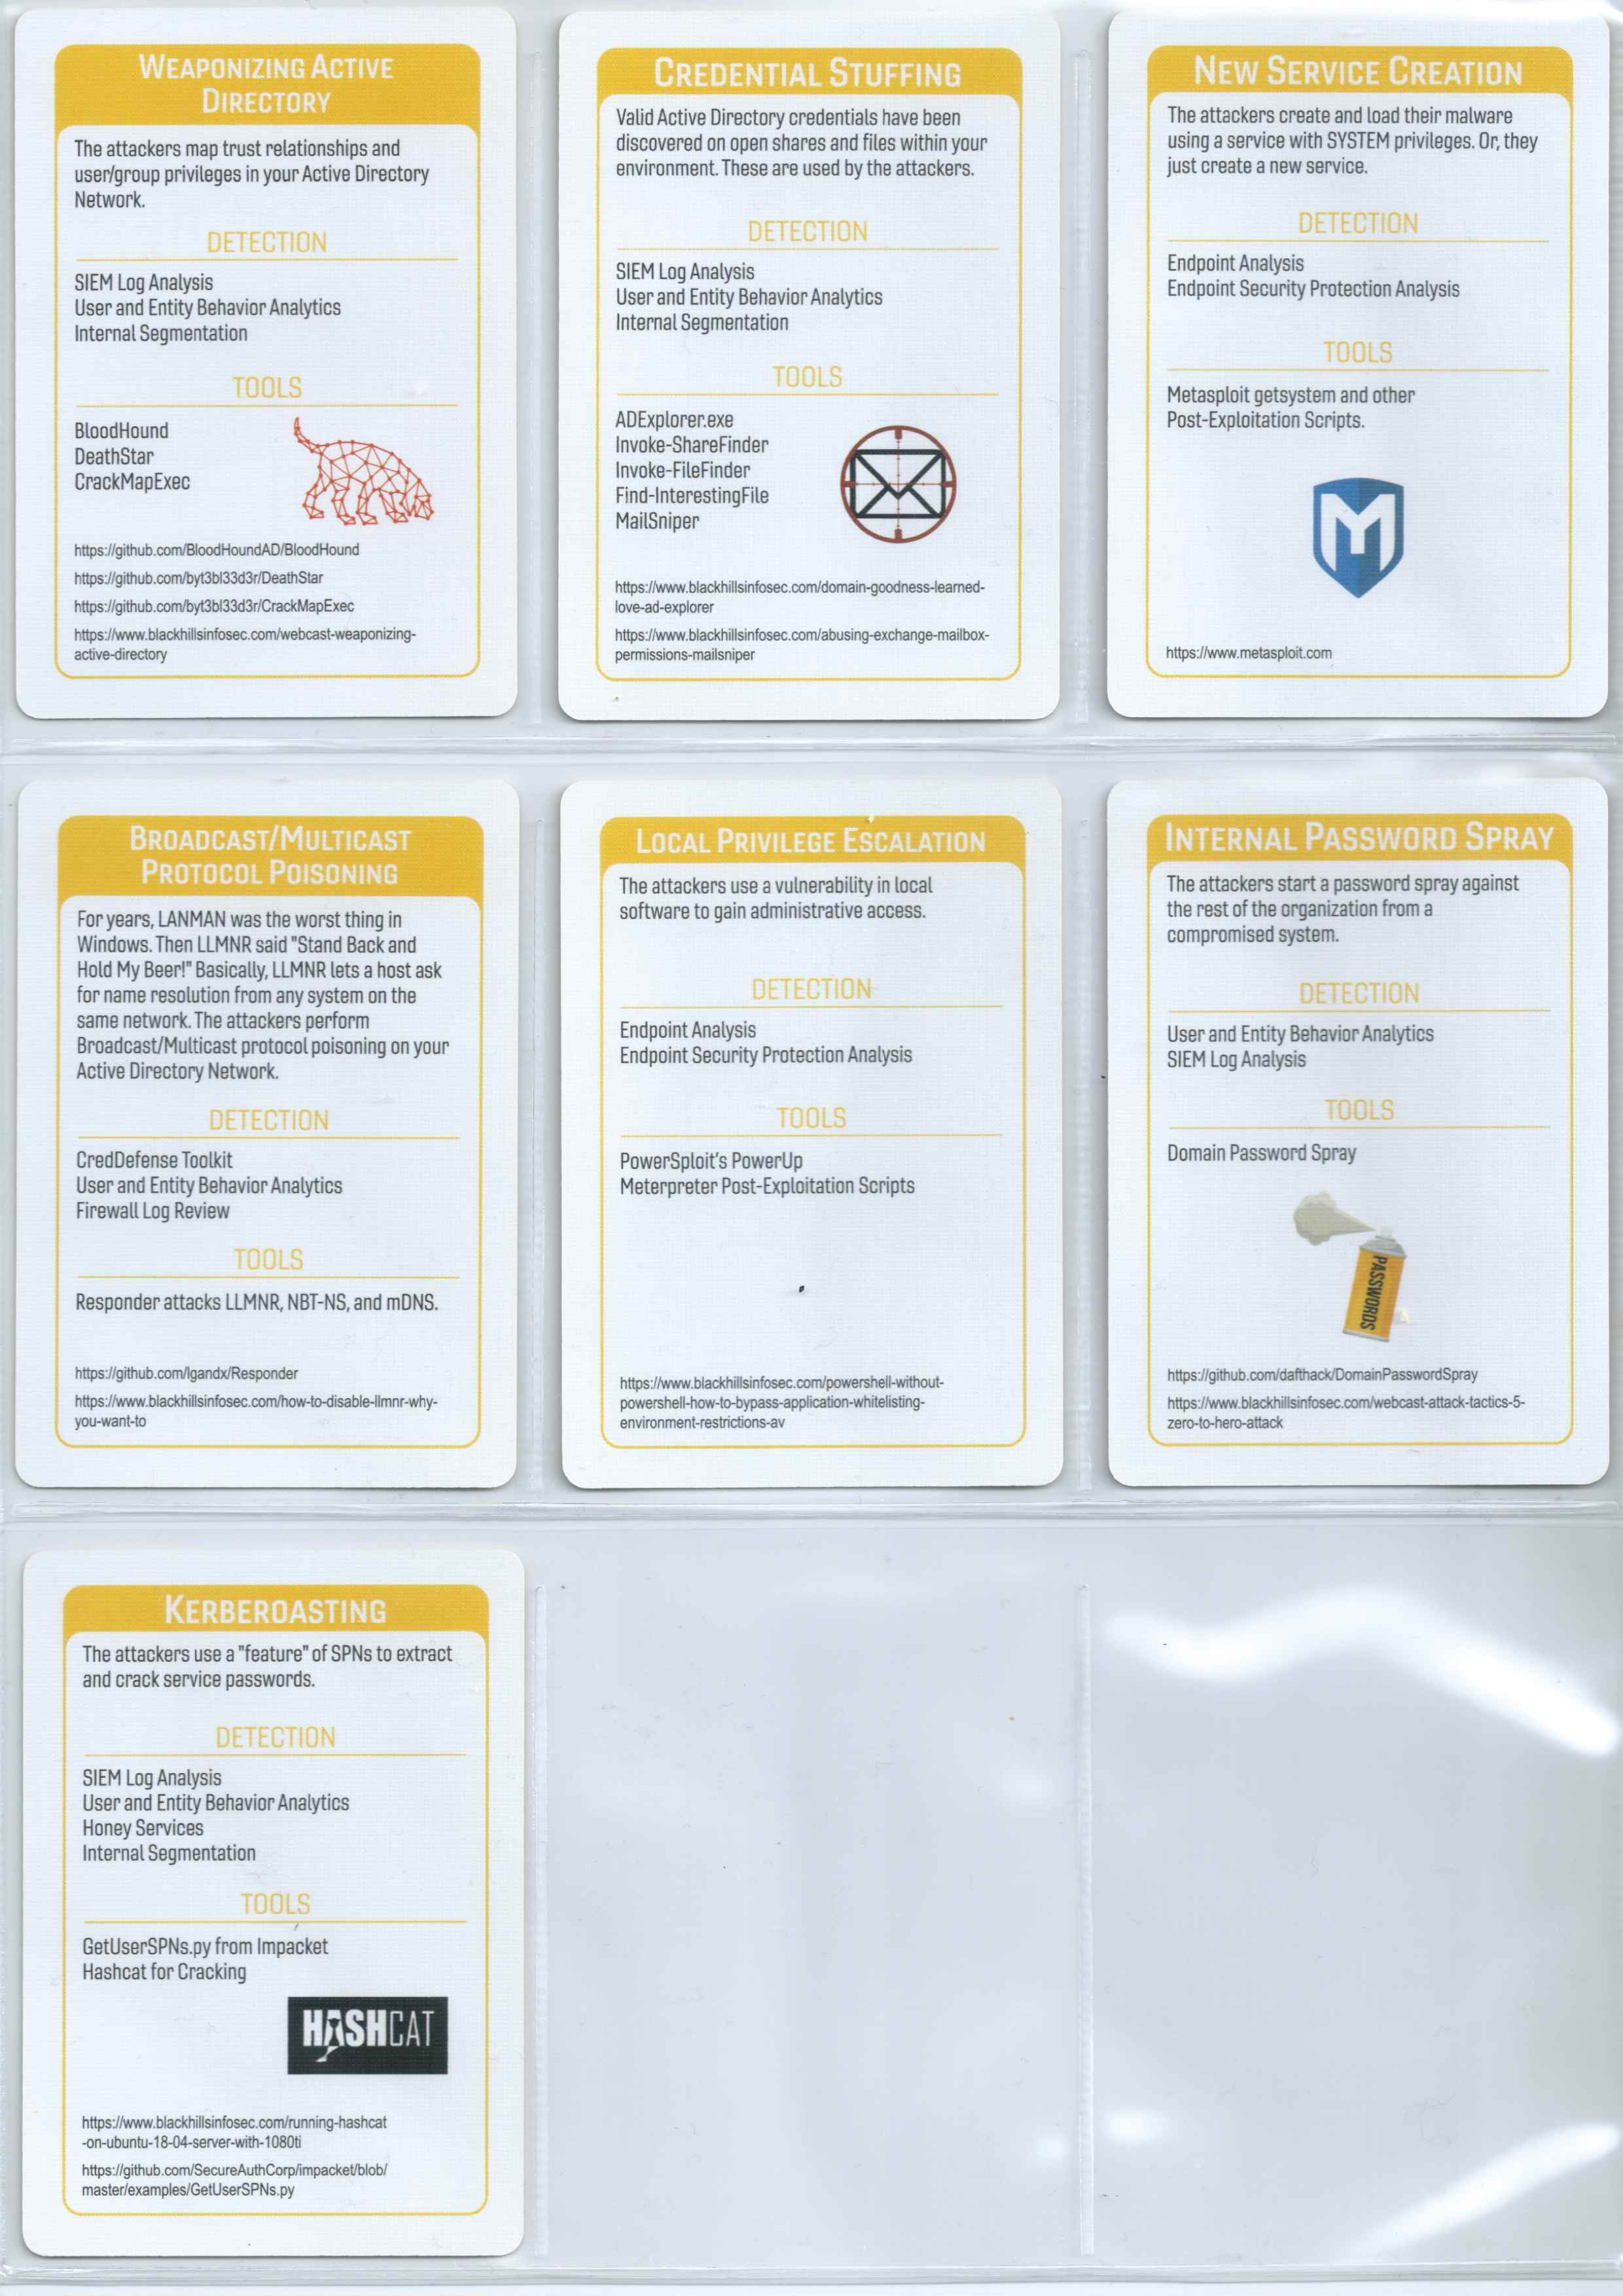 WEAPONIZING ACTIVE
DIRECTORY
The attackers map trust relationships and
user/group privileges in your Active Directory
Network.
DETECTION
SIEM Log Analysis
User and Entity Behavior Analytics
Internal Segmentation
TOOLS
BloodHound
DeathStar
CrackMapExec
https://github.com/BloodHoundAD/BloodHound
https://github.com/byt3bl33d3r/DeathStar
https://github.com/byt3bl33d3r/CrackMapExec
https://www.blackhillsinfosec.com/webcast-weaponizing-
active-directory
CREDENTIAL STUFFING
Valid Active Directory credentials have been
discovered on open shares and files within your
environment. These are used by the attackers.
DETECTION
SIEM Log Analysis
User and Entity Behavior Analytics
Internal Segmentation
TOOLS
ADExplorer.exe
Invoke-ShareFinder
Invoke-FileFinder
Find-InterestingFile
MailSniper
https://www.blackhillsinfosec.com/domain-goodness-learned-
love-ad-explorer
https://www.blackhillsinfosec.com/abusing-exchange-mailbox-
permissions-mailsniper
NEW SERVICE CREATION
The attackers create and load their malware
using a service with SYSTEM privileges. Or, they
just create a new service.
DETECTION
Endpoint Analysis
Endpoint Security Protection Analysis
TOOLS
Metasploit getsystem and other
Post-Exploitation Scripts.
M
https://www.metasploit.com
BROADCAST/MULTICAST
PROTOCOL POISONING
For years, LANMAN was the worst thing in
Windows. Then LLMNR said "Stand Back and
Hold My Beer!" Basically, LLMNR lets a host ask
for name resolution from any system on the
same network. The attackers perform
Broadcast/Multicast protocol poisoning on your
Active Directory Network.
DETECTION
CredDefense Toolkit
User and Entity Behavior Analytics
Firewall Log Review
TOOLS
Responder attacks LLMNR, NBT-NS, and mDNS.
https://github.com/lgandx/Responder
https://www.blackhillsinfosec.com/how-to-disable-llmnr-why-
you-want-to
LOCAL PRIVILEGE ESCALATION
The attackers use a vulnerability in local
software to gain administrative access.
DETECTION
Endpoint Analysis
Endpoint Security Protection Analysis
TOOLS
PowerSploit's PowerUp
Meterpreter Post-Exploitation Scripts
https://www.blackhillsinfosec.com/powershell-without-
powershell-how-to-bypass-application-whitelisting-
environment-restrictions-av
INTERNAL PASSWORD SPRAY
The attackers start a password spray against
the rest of the organization from a
compromised system.
DETECTION
User and Entity Behavior Analytics
SIEM Log Analysis
TOOLS
Domain Password Spray
PASSWORDS
https://github.com/dafthack/DomainPasswordSpray
https://www.blackhillsinfosec.com/webcast-attack-tactics-5-
zero-to-hero-attack
KERBEROASTING
The attackers use a "feature" of SPNs to extract
and crack service passwords.
DETECTION
SIEM Log Analysis
User and Entity Behavior Analytics
Honey Services
Internal Segmentation
TOOLS
GetUserSPNs.py from Impacket
Hashcat for Cracking
HASHCAT
https://www.blackhillsinfosec.com/running-hashcat
-on-ubuntu-18-04-server-with-1080ti
https://github.com/SecureAuthCorp/impacket/blob/
master/examples/GetUserSPNs.py